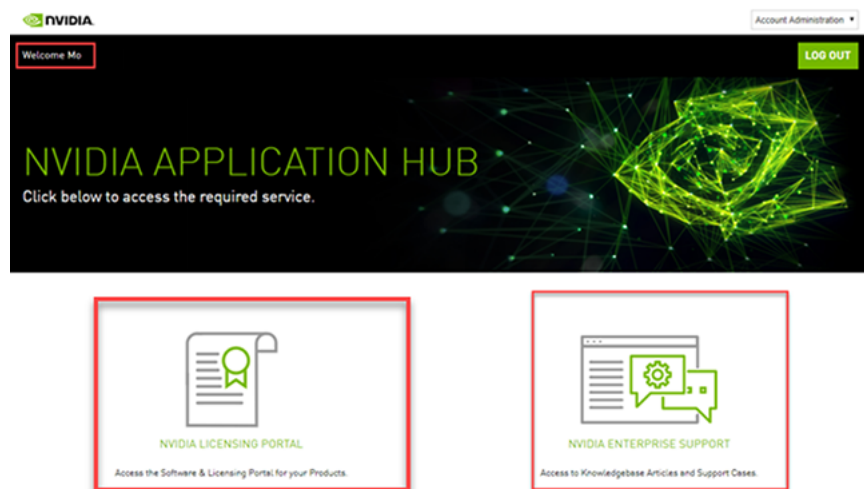 NVIDIA.
Account Administration
Welcome Mo
LOG OUT
NVIDIA APPLICATION HUB
Click below to access the required service.
NVIDIA LICENSING PORTAL
NVIDIA ENTERPRISE SUPPORT
Access the Software & Licensing Portal for your Products.
Access to Knowledgebase Articles and Support Cases.